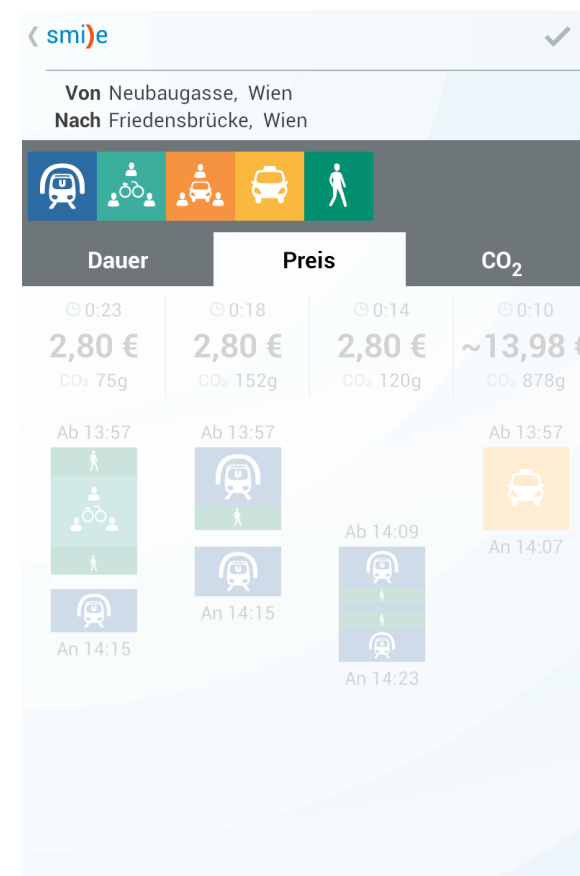 smi)e
Von Neubaugasse, Wien
Nach Friedensbrücke, Wien
U
Dauer Preis CO₂
0:23 0:18 0:14 0:10
2,80 € 2,80 € 2,80 € ~13,98 €
CO₂ 75g CO₂ 152g CO₂ 120g CO₂ 878g
Ab 13:57 Ab 13:57 Ab 13:57
U
Ab 14:09
An 14:07
U U
U
An 14:15
An 14:15
U
An 14:23